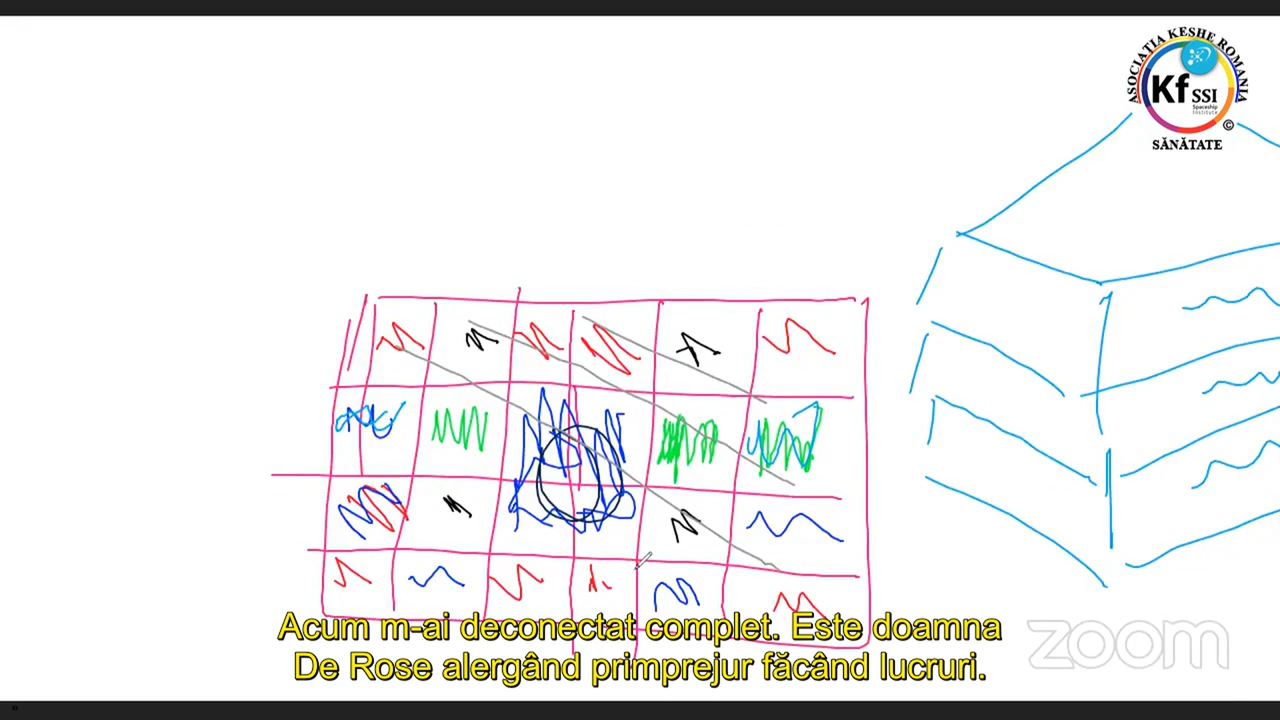 ASOCIAȚIA KESHE ROMANIA
Kf SSI
Spaceship
Institute
©
SĂNĂTATE
Acum m-ai deconectat complet. Este doamna
De Rose alergând primprejur făcând lucruri.
zoom